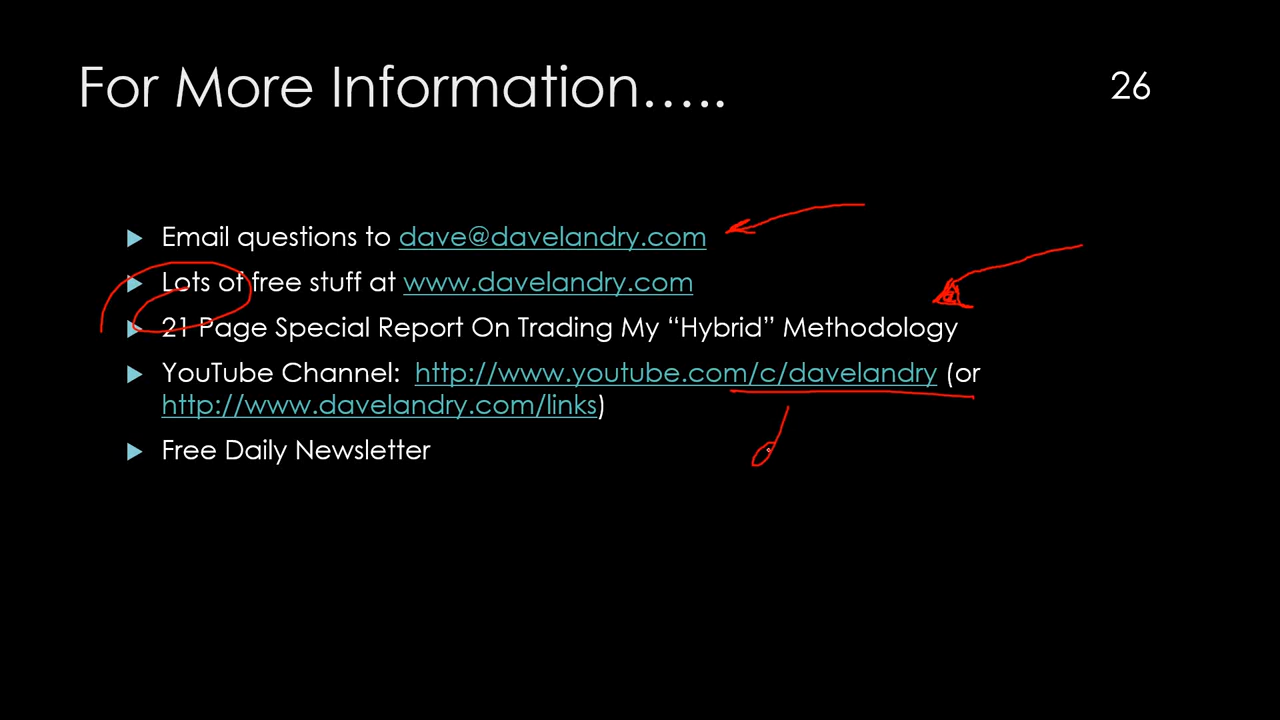 For More Information.....
26
Email questions to dave@davelandry.com
Lots of free stuff at www.davelandry.com
21 Page Special Report On Trading My “Hybrid” Methodology
YouTube Channel:  http://www.youtube.com/c/davelandry (or
http://www.davelandry.com/links)
Free Daily Newsletter